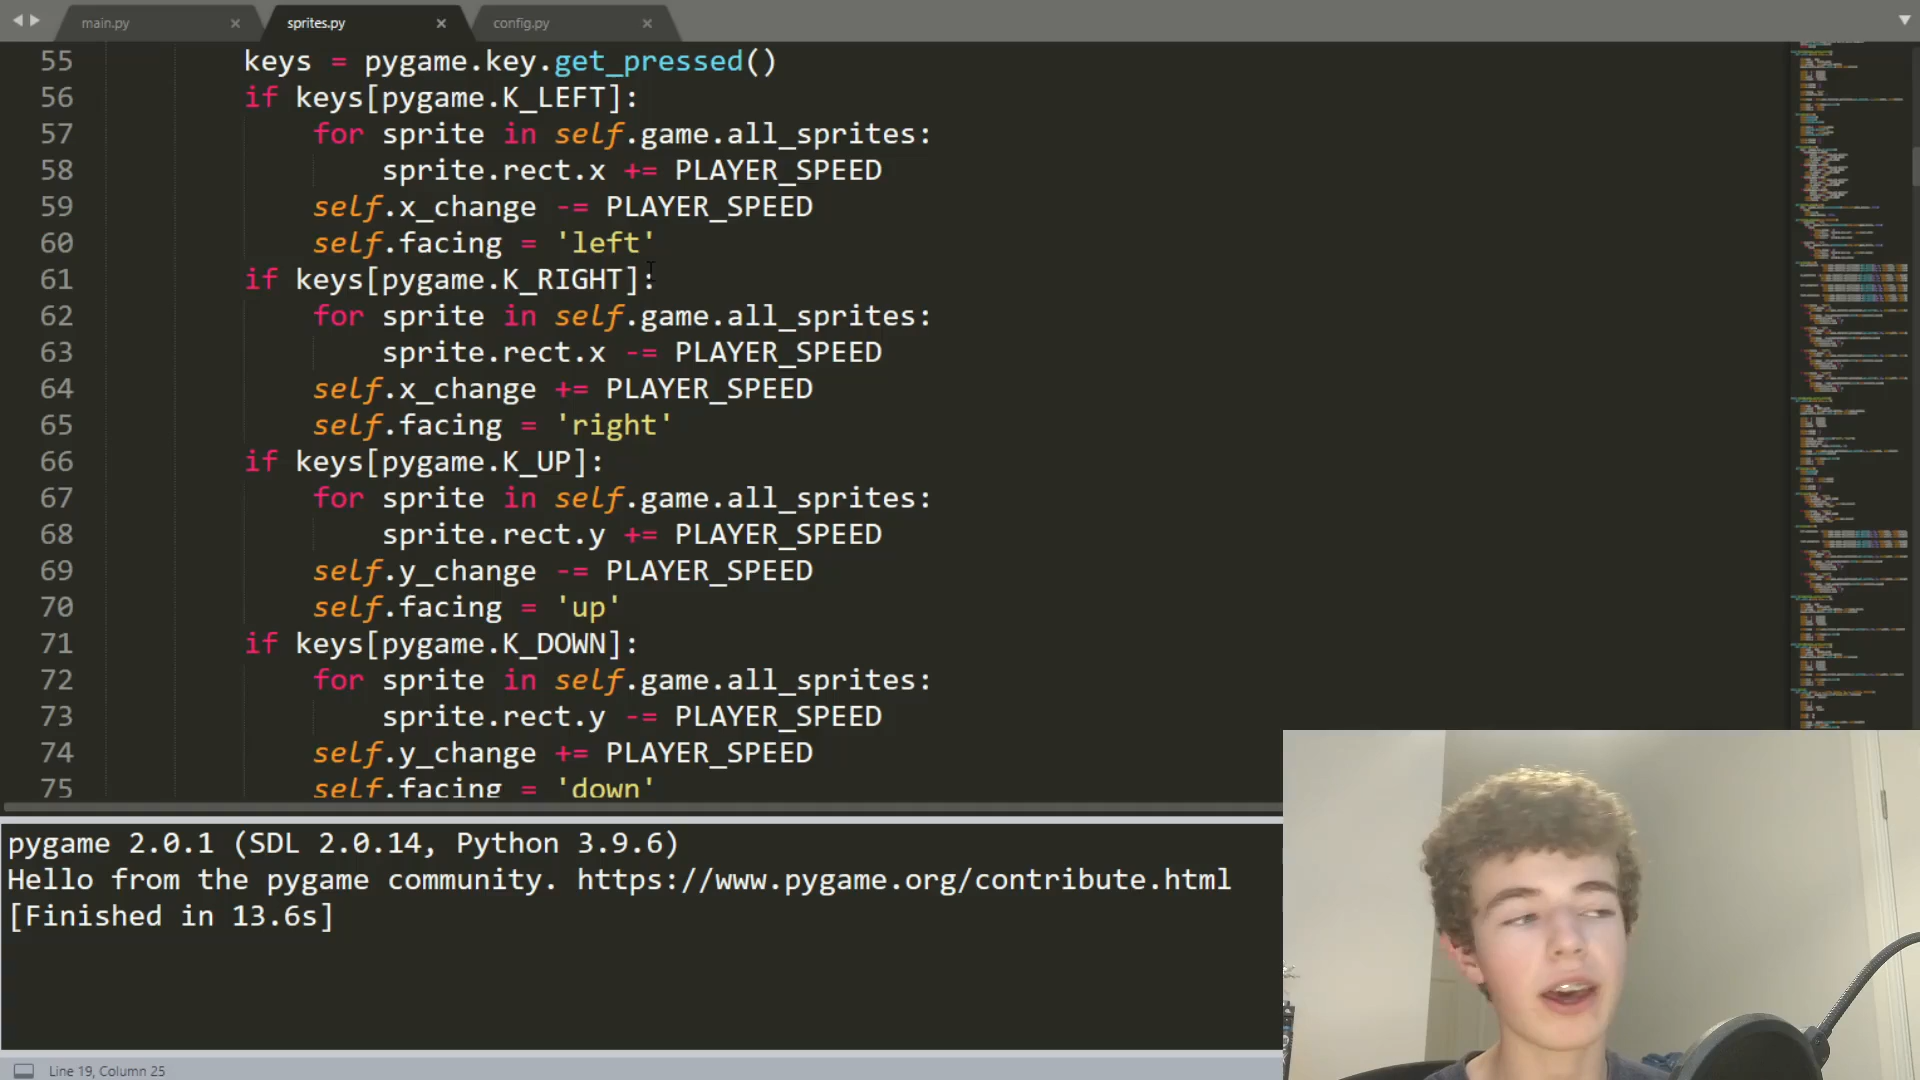 main.py
sprites.py
config.py
55 keys = pygame.key.get_pressed()
56 if keys[pygame.K_LEFT]:
57 for sprite in self.game.all_sprites:
58 sprite.rect.x += PLAYER_SPEED
59 self.x_change -= PLAYER_SPEED
60 self.facing = 'left'
61 if keys[pygame.K_RIGHT]:
62 for sprite in self.game.all_sprites:
63 sprite.rect.x -= PLAYER_SPEED
64 self.x_change += PLAYER_SPEED
65 self.facing = 'right'
66 if keys[pygame.K_UP]:
67 for sprite in self.game.all_sprites:
68 sprite.rect.y += PLAYER_SPEED
69 self.y_change -= PLAYER_SPEED
70 self.facing = 'up'
71 if keys[pygame.K_DOWN]:
72 for sprite in self.game.all_sprites:
73 sprite.rect.y -= PLAYER_SPEED
74 self.y_change += PLAYER_SPEED
75 self.facing = 'down'
pygame 2.0.1 (SDL 2.0.14, Python 3.9.6)
Hello from the pygame community. https://www.pygame.org/contribute.html
[Finished in 13.6s]
Line 19, Column 25